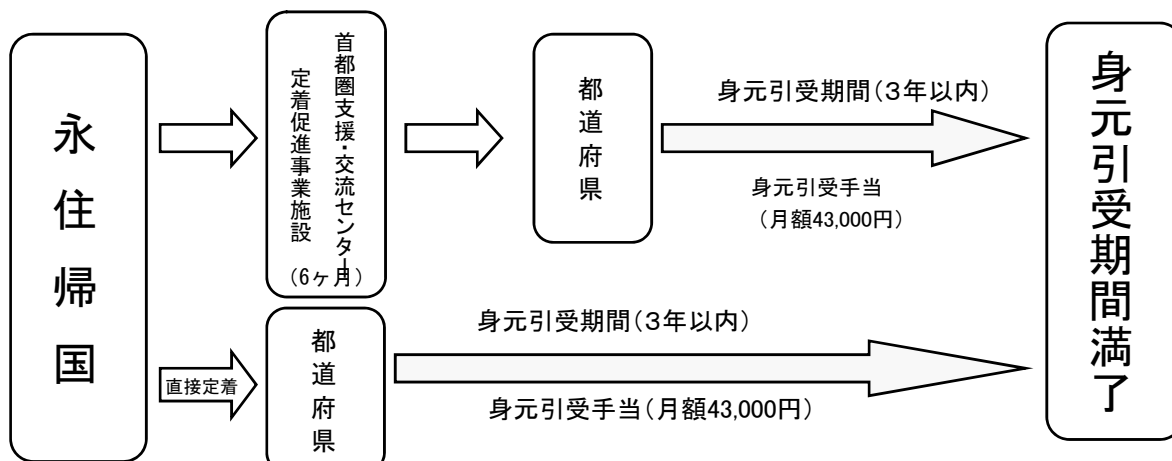 永住帰国
首都圏支援・交流センター
定着促進事業施設
(6ヶ月)
都道府県
身元引受期間(3年以内)
身元引受手当
(月額43,000円)
直接定着
都道府県
身元引受期間(3年以内)
身元引受手当(月額43,000円)
身元引受期間満了